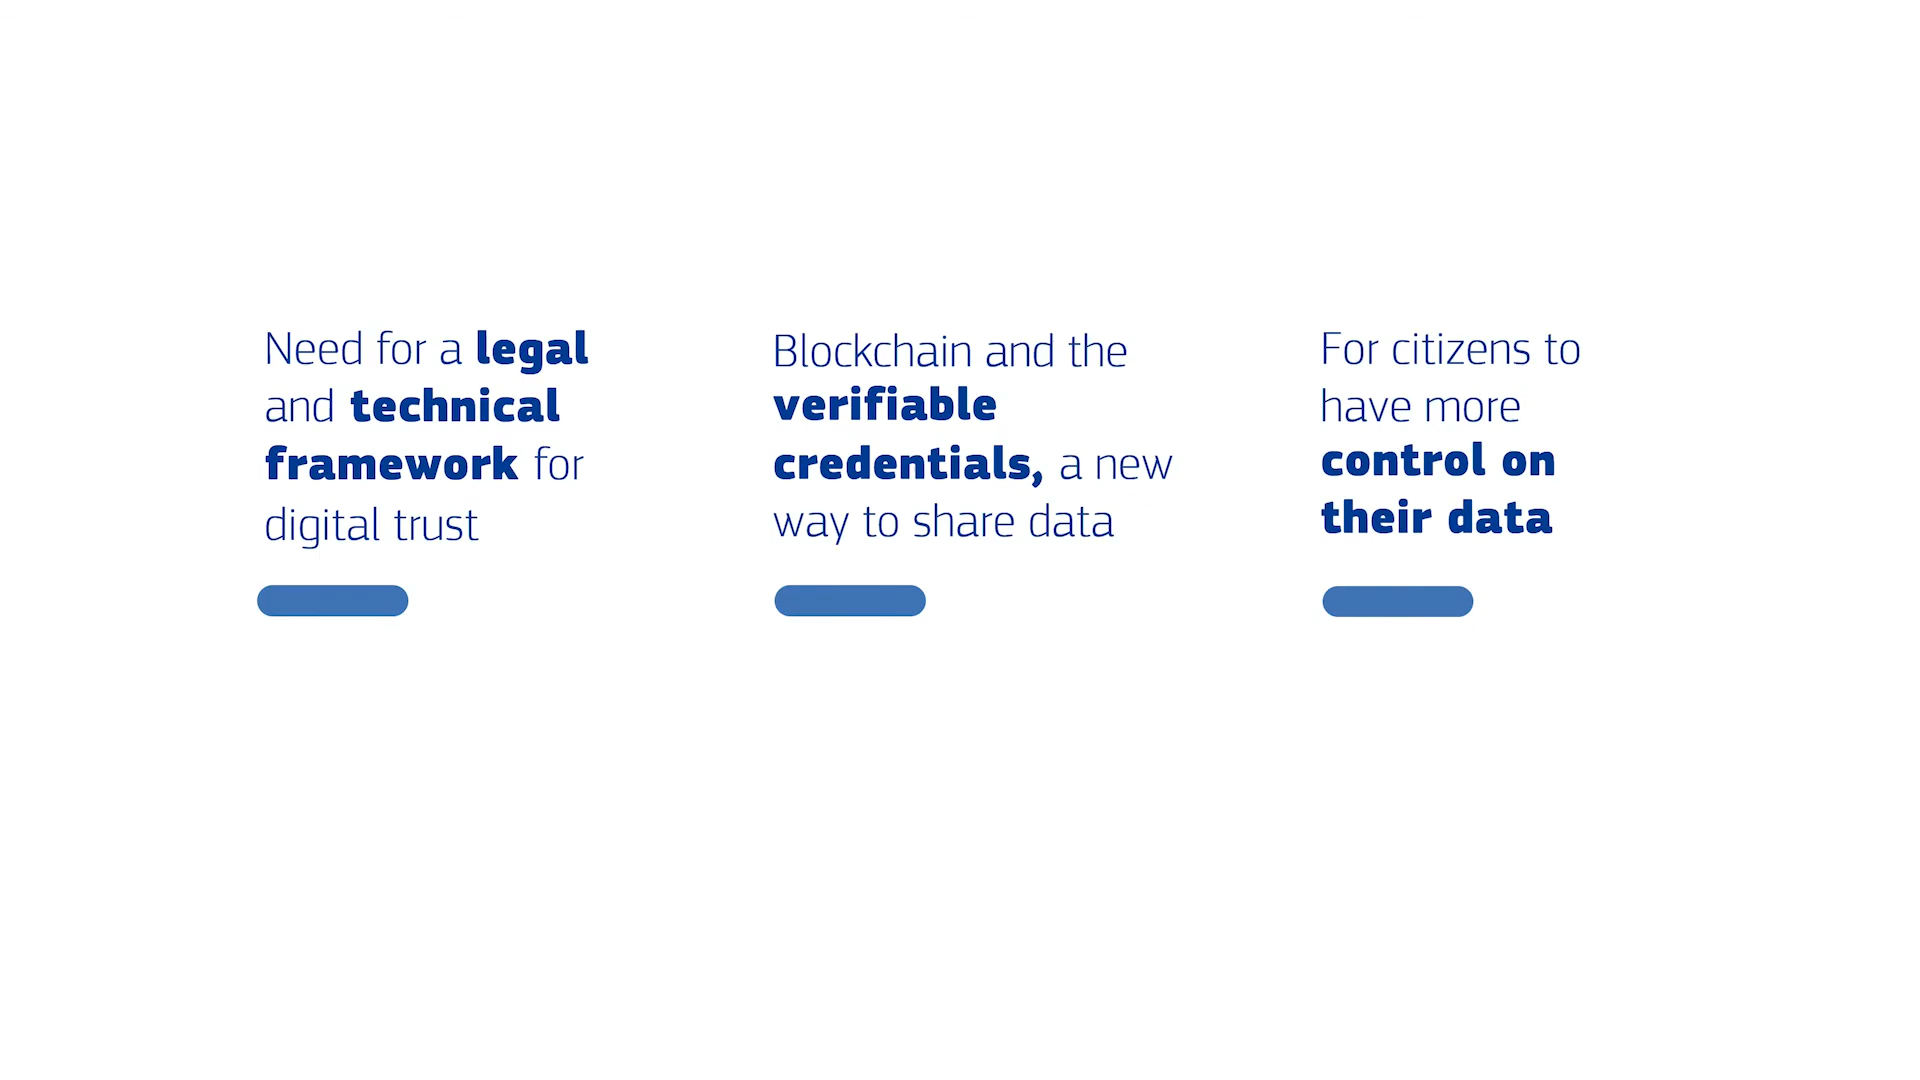 Need for a legal
and technical
framework for
digital trust
Blockchain and the
verifiable
credentials, a new
way to share data
For citizens to
have more
control on
their data